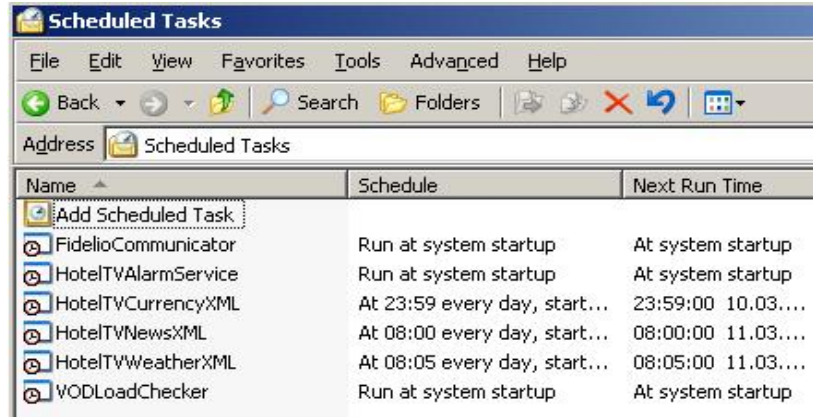 Scheduled Tasks
File Edit View Favorites Tools Advanced Help
Back Search Folders
Address Scheduled Tasks
Name Schedule Next Run Time
Add Scheduled Task
FidelioCommunicator Run at system startup At system startup
HotelTVAlarmService Run at system startup At system startup
HotelTVCurrencyXML At 23:59 every day, start... 23:59:00 10.03....
HotelTVNewsXML At 08:00 every day, start... 08:00:00 11.03....
HotelTVWeatherXML At 08:05 every day, start... 08:05:00 11.03....
VODLoadChecker Run at system startup At system startup